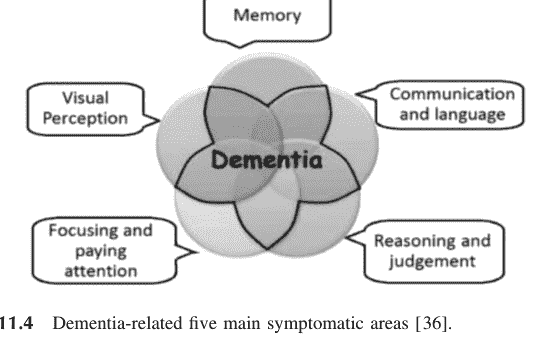 Memory
Visual
Perception
Communication
and language
Dementia
Focusing and
paying
attention
Reasoning and
judgement
11.4 Dementia-related five main symptomatic areas [36].